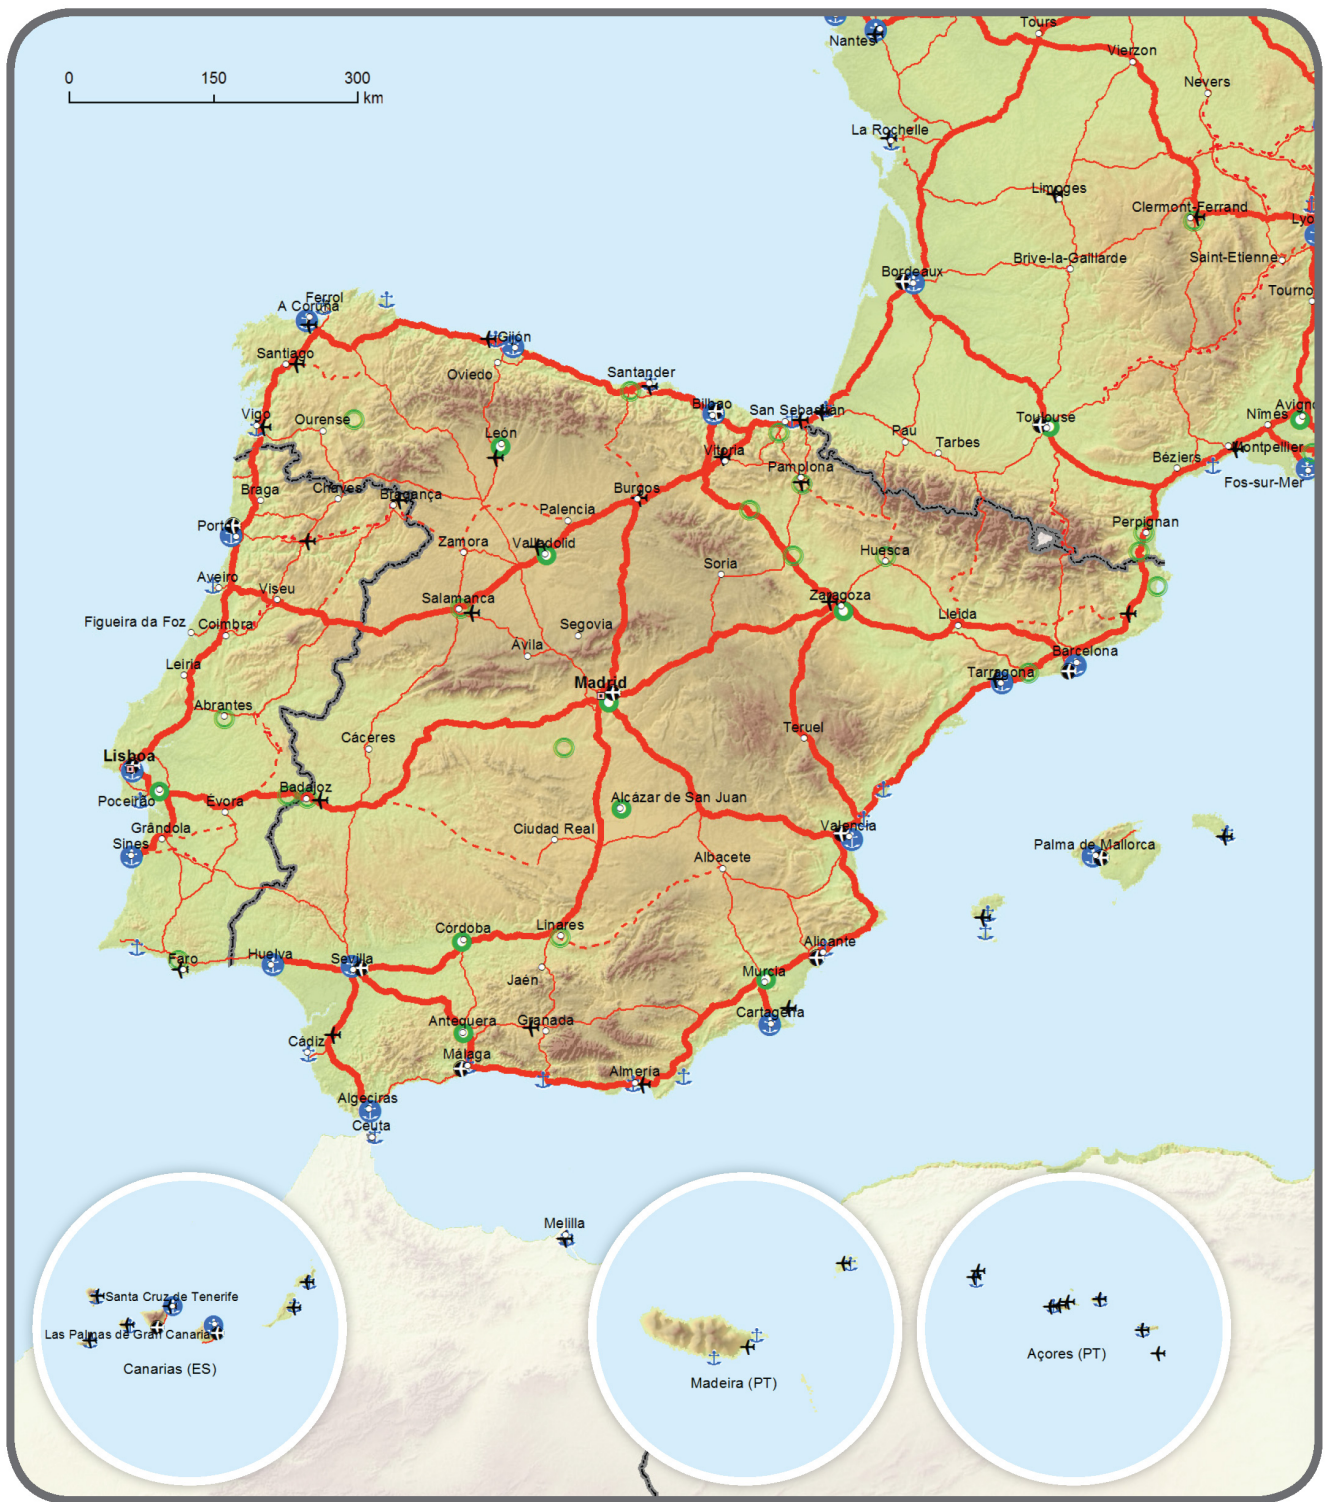 Tours
Nantes
Vierzon
0 150 300
km
Nevers
La Rochelle
Limoges
Clermont-Ferrand
Lyo
Bordeaux
Brive-la-Gaillarde
Saint-Etienne
Tourno
Ferrol
A Coruña
Gijón
Santiago
Oviedo
Santander
Bilbao
San Sebastián
Toulouse
Avigno
Nîmes
Vigo
Ourense
León
Vitoria
Pau
Tarbes
Montpellier
Béziers
Pamplona
Fos-sur-Mer
Braga
Chaves
Bragança
Burgos
Palencia
Porto
Perpignan
Zamora
Valladolid
Huesca
Soria
Aveiro
Viseu
Salamanca
Zaragoza
Lleida
Figueira da Foz
Coimbra
Segovia
Ávila
Barcelona
Leiria
Madrid
Tarragona
Abrantes
Cáceres
Teruel
Lisboa
Badajoz
Poceirão
Évora
Alcázar de San Juan
Grândola
Sines
Ciudad Real
Valencia
Albacete
Palma de Mallorca
Córdoba
Linares
Faro
Huelva
Sevilla
Alicante
Jaén
Murcia
Antequera
Granada
Cartagena
Cádiz
Málaga
Almería
Algeciras
Ceuta
Melilla
Santa Cruz de Tenerife
Las Palmas de Gran Canaria
Canarias (ES)
Madeira (PT)
Açores (PT)